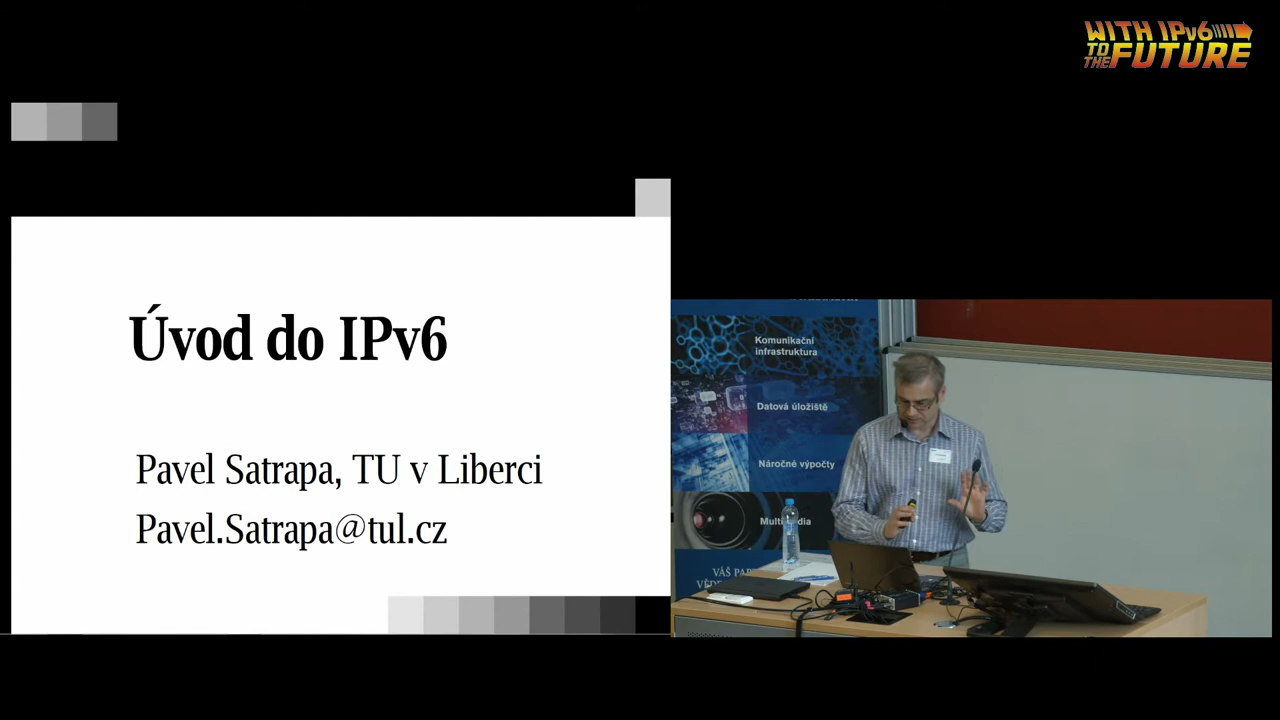 WITH IPv6
TO THE FUTURE
Úvod do IPv6
Pavel Satrapa, TU v Liberci
Pavel.Satrapa@tul.cz
Komunikační
infrastruktura
Datová úložiště
Náročné výpočty
VÁŠ